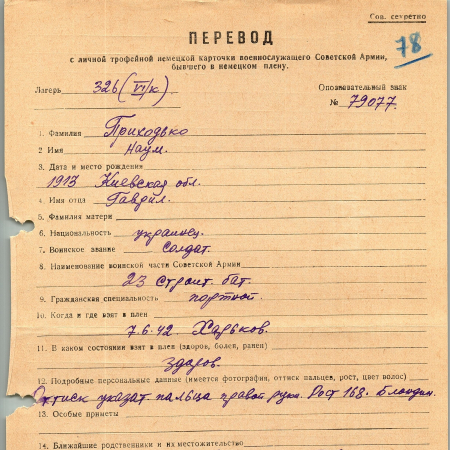 Сов. секретно
78
ПЕРЕВОД
с личной трофейной немецкой карточки военнослужащего Советской Армии,
бывшего в немецком плену.
Лагерь 326 (VI/к) Опознавательный знак
№ 79077.
1. Фамилия Приходько
2 Имя Наум.
3. Дата и место рождения
1913 Киевская обл.
4. Имя отца Гаврил.
5. Фамилия матери
6. Национальность украинец.
7. Воинское звание Солдат.
8. Наименование воинской части Советской Армии
23 строит. бат.
9. Гражданская специальность портной.
10. Когда и где взят в плен
7.6.42 Харьков.
11. В каком состоянии взят в плен (здоров, болен, ранен)
Здоров.
12. Подробные персональные данные (имеется фотография, оттиск пальцев, рост, цвет волос)
Оттиск указат пальца правой руки. Рост 168. Блондин.
13. Особые приметы
14. Ближайшие родственники и их местожительство